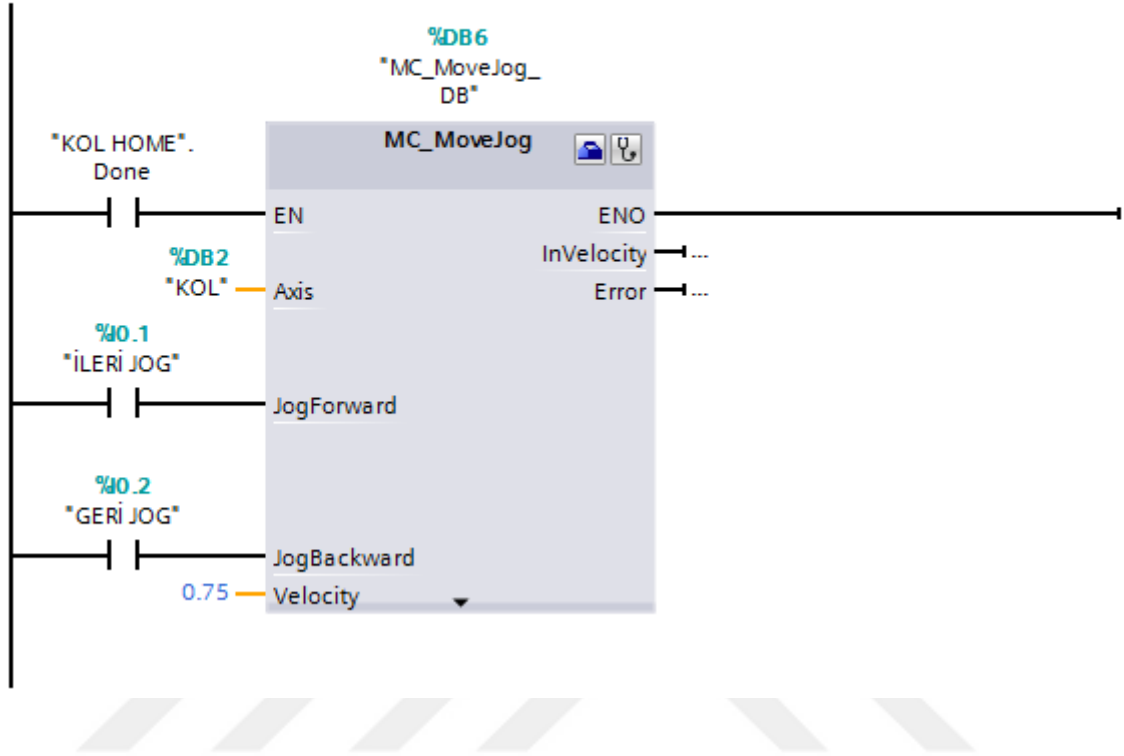 %DB6
"MC_MoveJog_
DB"
MC_MoveJog
"KOL HOME".
Done
EN
ENO
InVelocity
...
%DB2
"KOL"
Axis
Error
...
%I0.1
"İLERİ JOG"
JogForward
%I0.2
"GERİ JOG"
JogBackward
0.75
Velocity